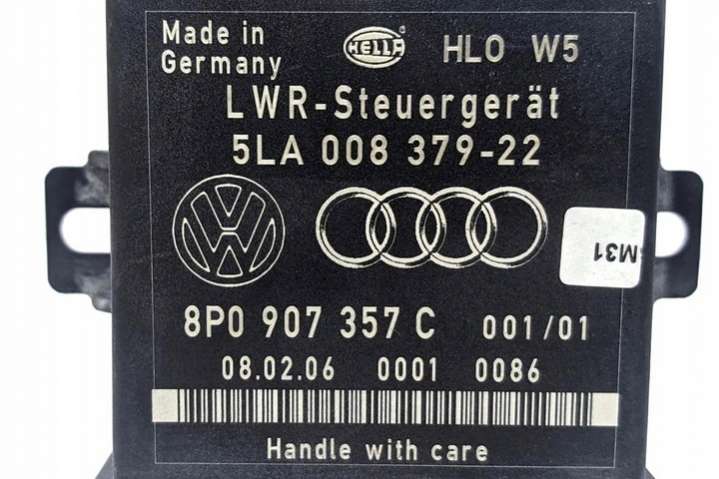 Made in
Germany
HELLA
HLO W5
LWR-Steuergerät
5LA 008 379-22
VW
M31
8P0 907 357 C 001/01
08.02.06 0001 0086
Handle with care